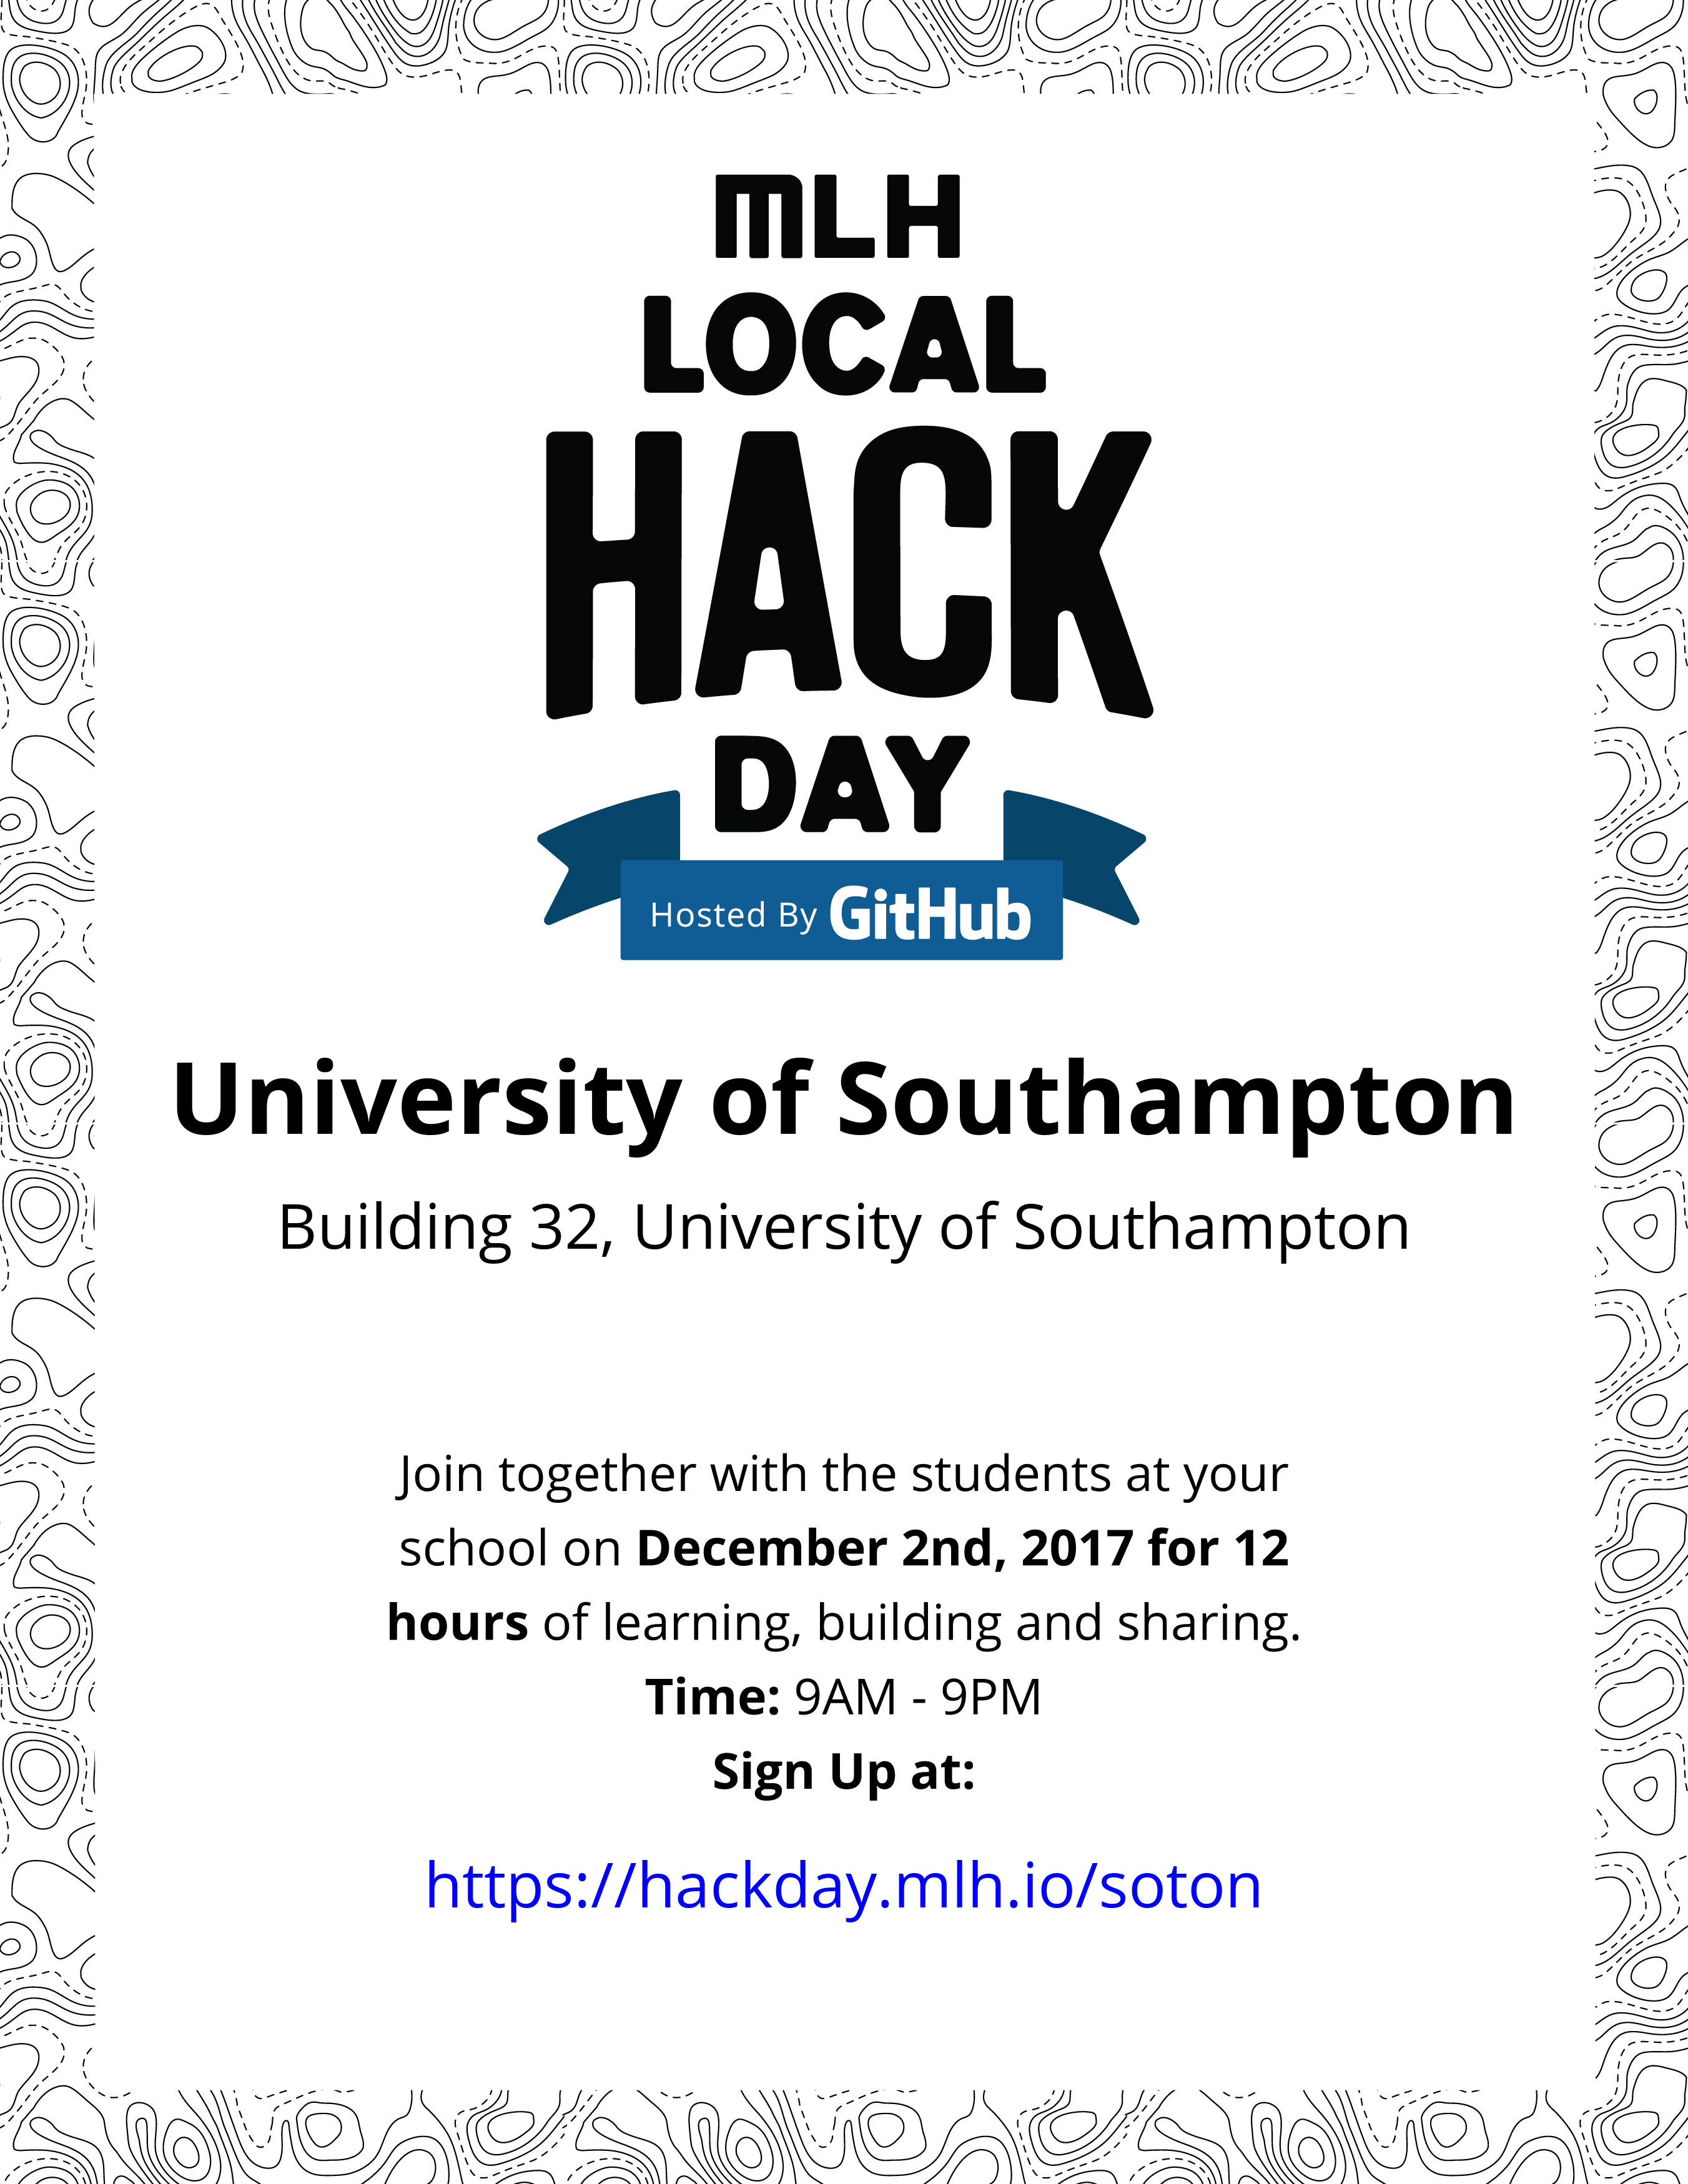 MLH
LOCAL
HACK
DAY
Hosted By GitHub
University of Southampton
Building 32, University of Southampton
Join together with the students at your
school on December 2nd, 2017 for 12
hours of learning, building and sharing.
Time: 9AM - 9PM
Sign Up at:
https://hackday.mlh.io/soton